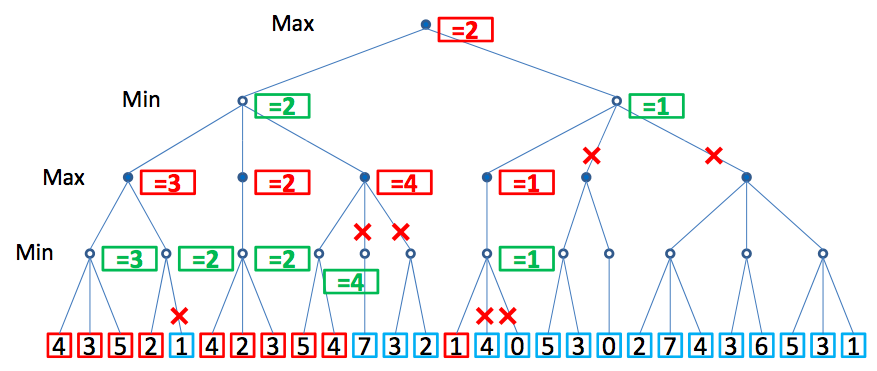 Max =2
Min =2 =1
Max =3 =2 =4 =1
Min =3 =2 =2 =1
=4
4 3 5 2 1 4 2 3 5 4 7 3 2 1 4 0 5 3 0 2 7 4 3 6 5 3 1